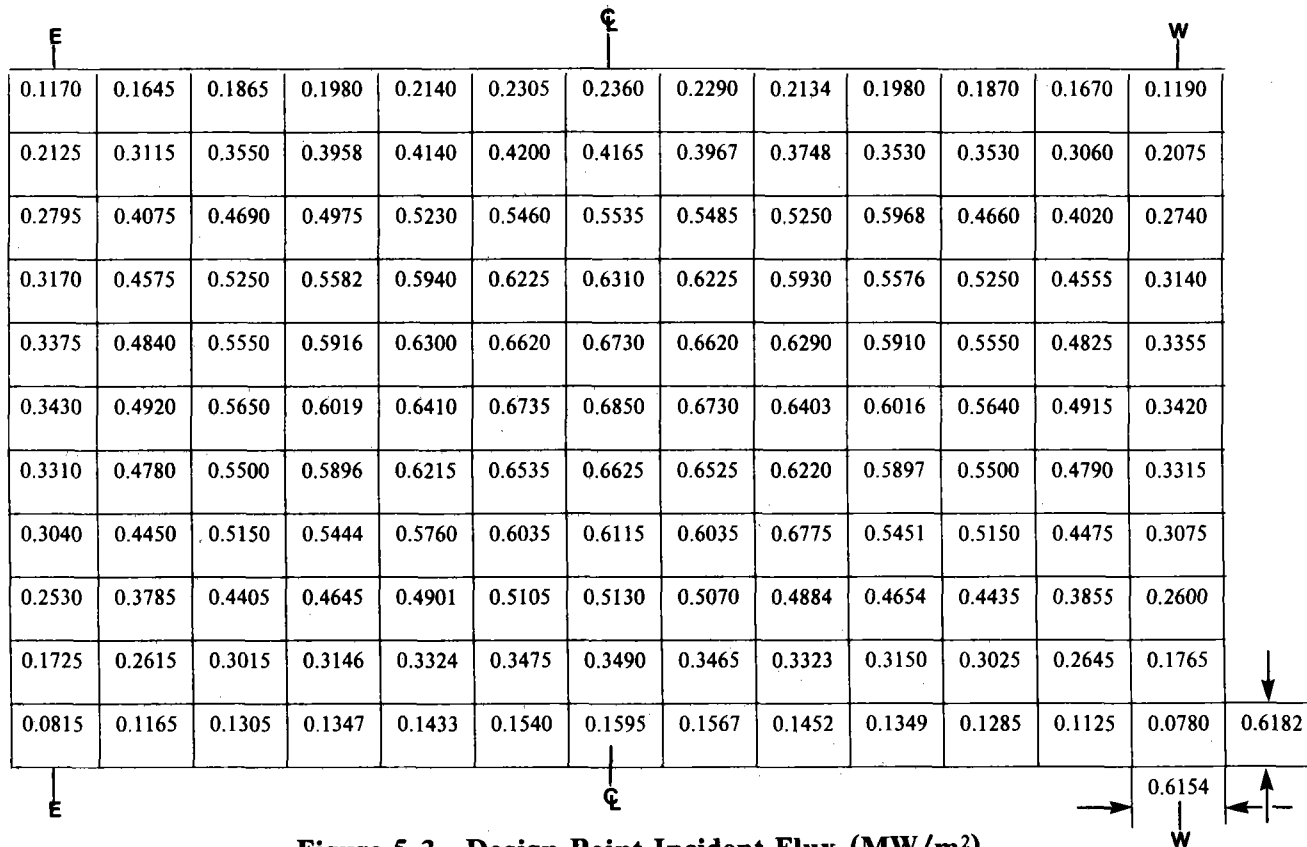 E ℄ W
0.1170 0.1645 0.1865 0.1980 0.2140 0.2305 0.2360 0.2290 0.2134 0.1980 0.1870 0.1670 0.1190
0.2125 0.3115 0.3550 0.3958 0.4140 0.4200 0.4165 0.3967 0.3748 0.3530 0.3530 0.3060 0.2075
0.2795 0.4075 0.4690 0.4975 0.5230 0.5460 0.5535 0.5485 0.5250 0.5968 0.4660 0.4020 0.2740
0.3170 0.4575 0.5250 0.5582 0.5940 0.6225 0.6310 0.6225 0.5930 0.5576 0.5250 0.4555 0.3140
0.3375 0.4840 0.5550 0.5916 0.6300 0.6620 0.6730 0.6620 0.6290 0.5910 0.5550 0.4825 0.3355
0.3430 0.4920 0.5650 0.6019 0.6410 0.6735 0.6850 0.6730 0.6403 0.6016 0.5640 0.4915 0.3420
0.3310 0.4780 0.5500 0.5896 0.6215 0.6535 0.6625 0.6525 0.6220 0.5897 0.5500 0.4790 0.3315
0.3040 0.4450 0.5150 0.5444 0.5760 0.6035 0.6115 0.6035 0.6775 0.5451 0.5150 0.4475 0.3075
0.2530 0.3785 0.4405 0.4645 0.4901 0.5105 0.5130 0.5070 0.4884 0.4654 0.4435 0.3855 0.2600
0.1725 0.2615 0.3015 0.3146 0.3324 0.3475 0.3490 0.3465 0.3323 0.3150 0.3025 0.2645 0.1765
0.0815 0.1165 0.1305 0.1347 0.1433 0.1540 0.1595 0.1567 0.1452 0.1349 0.1285 0.1125 0.0780 0.6182
0.6154
E ℄ W
Figure 5-3 Design Point Incident Flux (MW/m²)